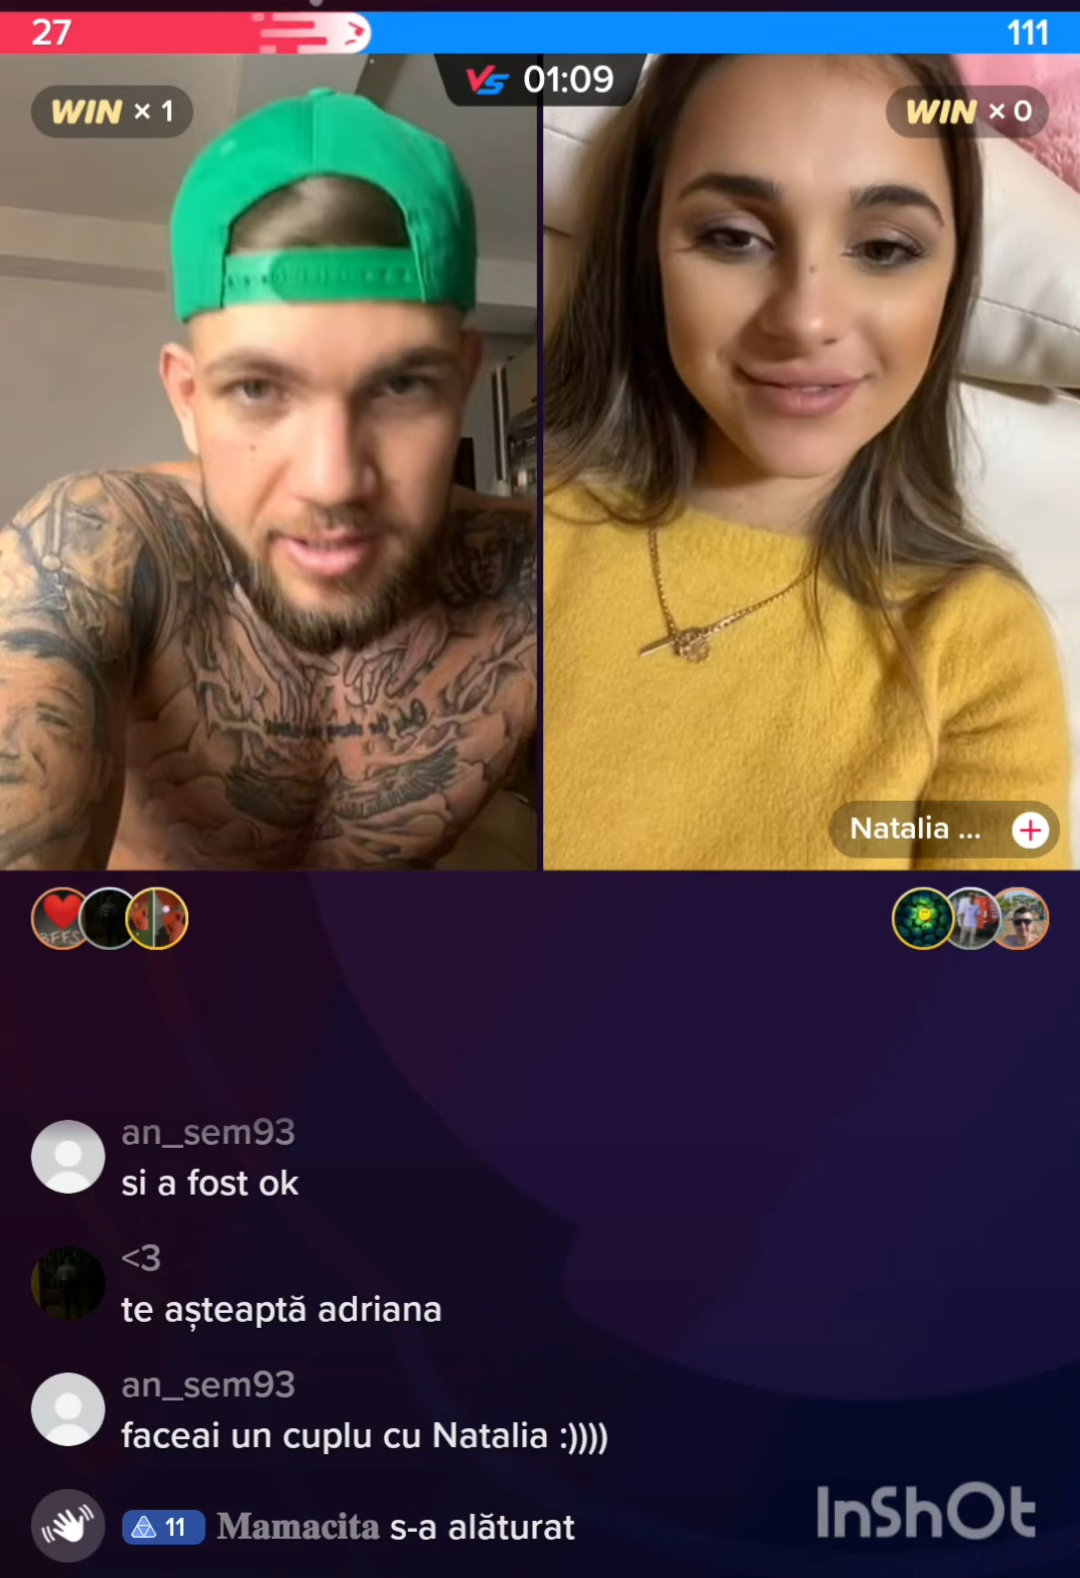 27
111
VS 01:09
WIN × 1
WIN × 0
Natalia ...
BFFS
an_sem93
si a fost ok
<3
te așteaptă adriana
an_sem93
faceai un cuplu cu Natalia :))))
11 Mamacita s-a alăturat
InShOt